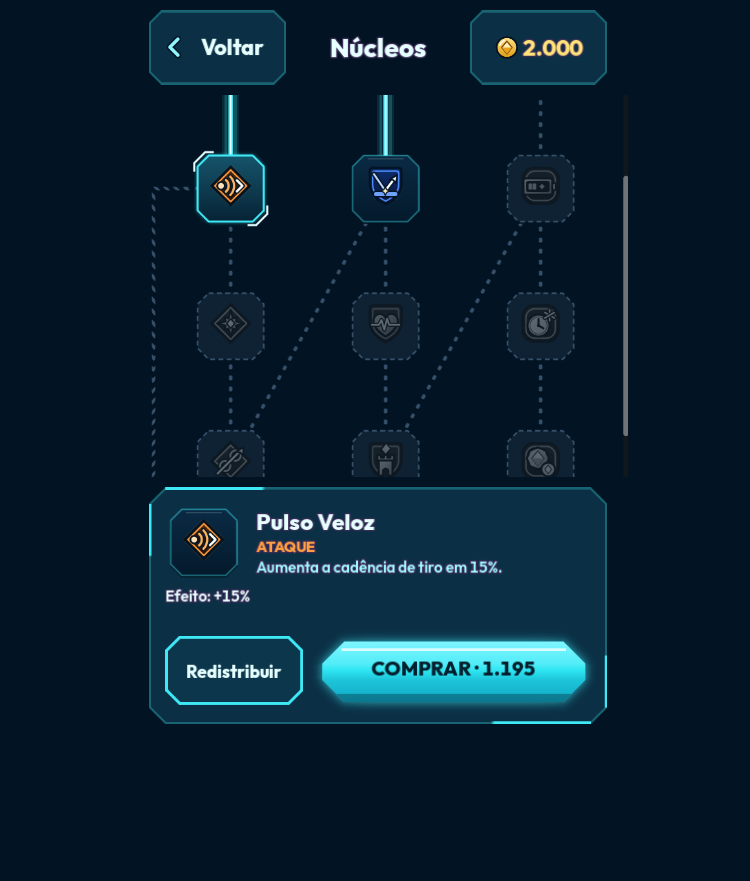 Voltar
Núcleos
2.000
Pulso Veloz
ATAQUE
Aumenta a cadência de tiro em 15%.
Efeito: +15%
Redistribuir
COMPRAR · 1.195